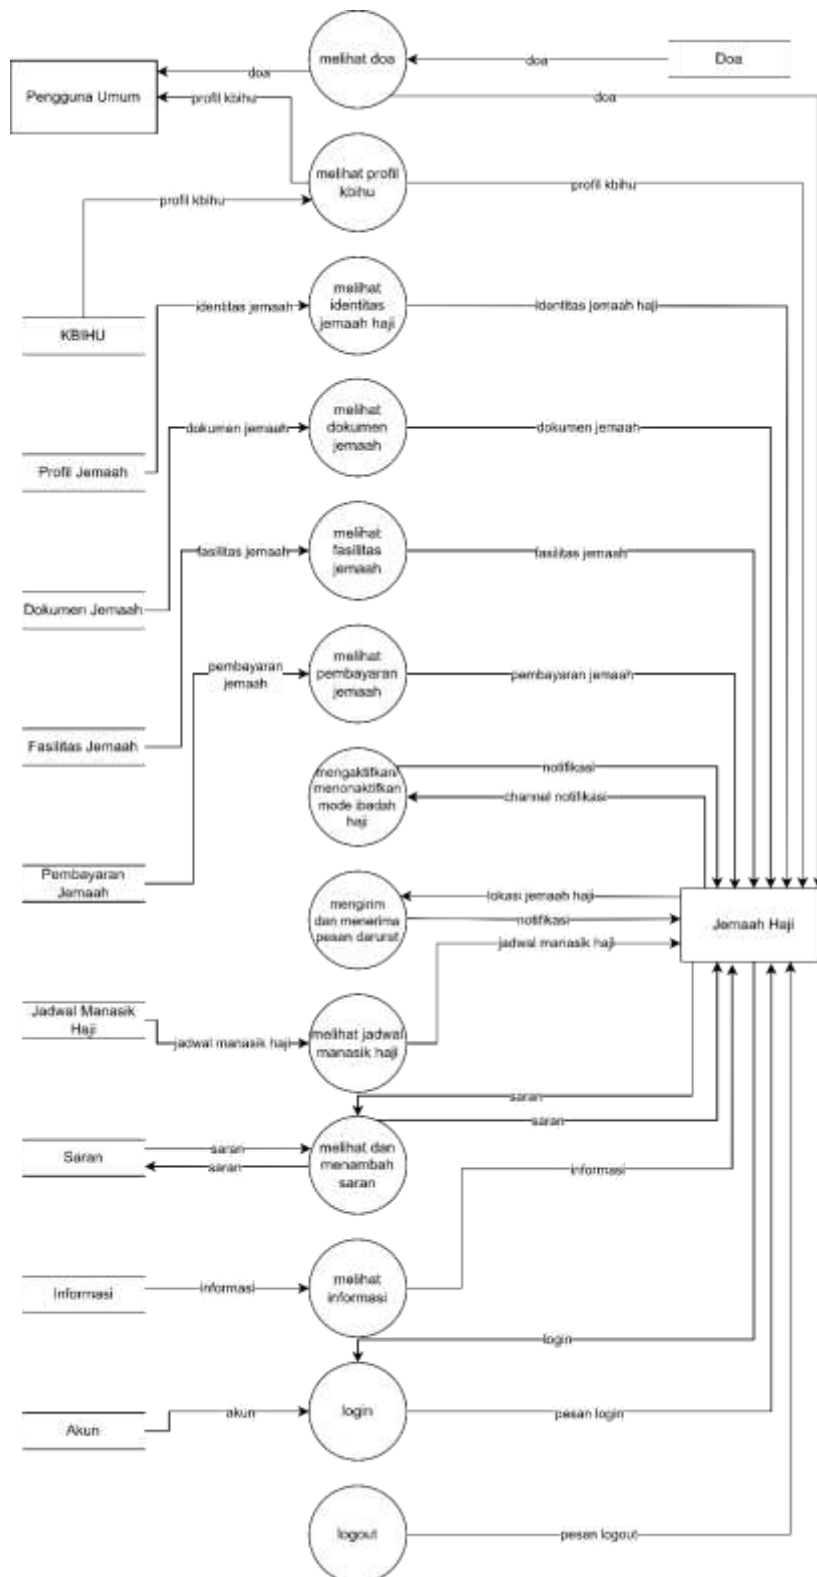 melihat doa
doa
Doa
doa
Pengguna Umum
profil kbihu
doa
melihat profil
kbihu
profil kbihu
profil kbihu
melihat
identitas
jemaah haji
identitas jemaah
identitas jemaah haji
KBIHU
melihat
dokumen
jemaah
dokumen jemaah
dokumen jemaah
Profil Jemaah
melihat
fasilitas
jemaah
fasilitas jemaah
fasilitas jemaah
Dokumen Jemaah
melihat
pembayaran
jemaah
pembayaran
jemaah
pembayaran jemaah
Fasilitas Jemaah
mengaktifkan
menonaktifkan
mode ibadah
haji
notifikasi
channel notifikasi
Pembayaran
Jemaah
mengirim
dan menerima
pesan darurat
lokasi jemaah haji
notifikasi
jadwal manasik haji
Jemaah Haji
Jadwal Manasik
Haji
jadwal manasik haji
melihat jadwal
manasik haji
saran
saran
Saran
saran
saran
melihat dan
menambah
saran
informasi
Informasi
informasi
melihat
informasi
login
Akun
akun
login
pesan login
logout
pesan logout